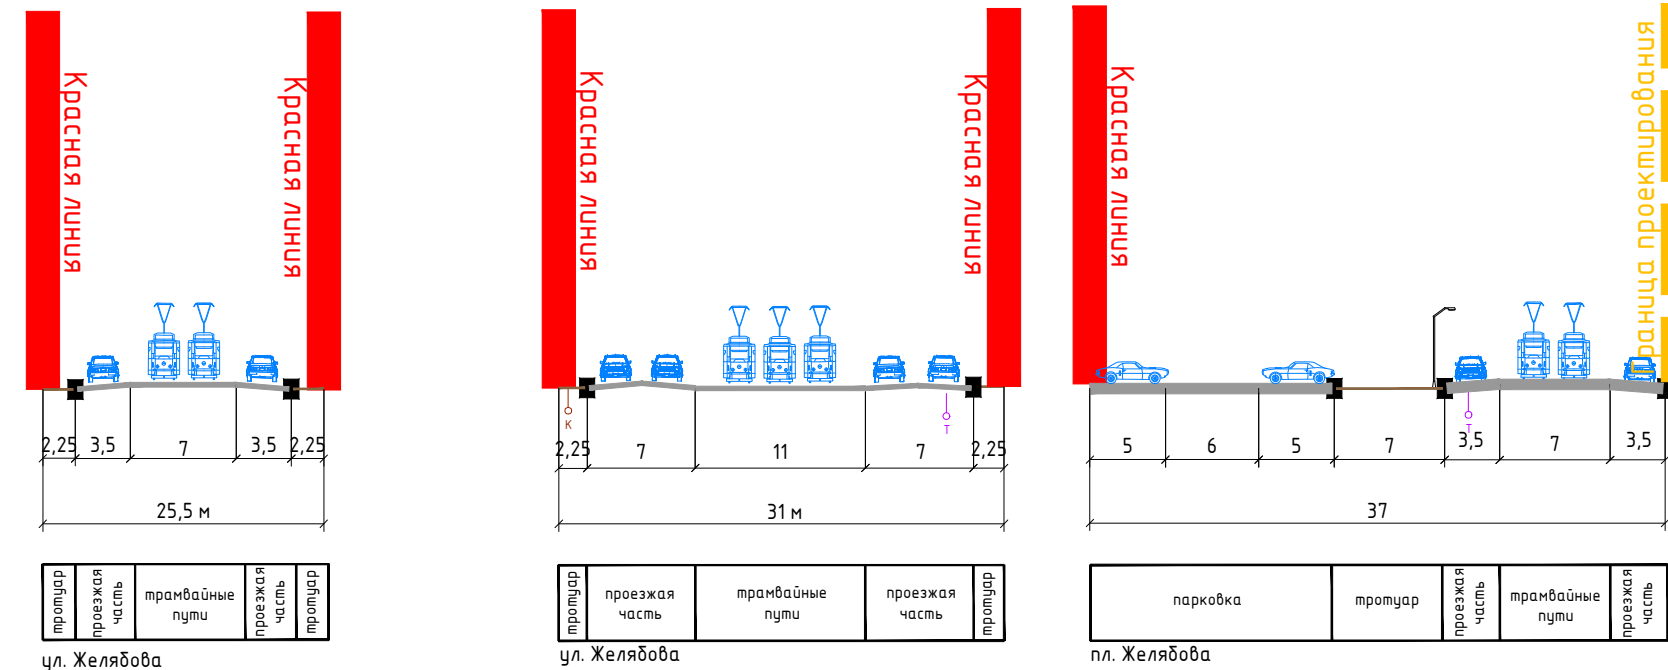 Красная линия
Красная линия
2,25
3,5
7
3,5
2,25
25,5 м
тротуар
проезжая часть
трамвайные
пути
проезжая часть
тротуар
ул. Желябова
Красная линия
Красная линия
К
Т
2,25
7
11
7
2,25
31 м
тротуар
проезжая
часть
трамвайные
пути
проезжая
часть
тротуар
ул. Желябова
Красная линия
раница проектирования
Т
5
6
5
7
3,5
7
3,5
37
парковка
тротуар
проезжая
часть
трамвайные
пути
проезжая
часть
пл. Желябова